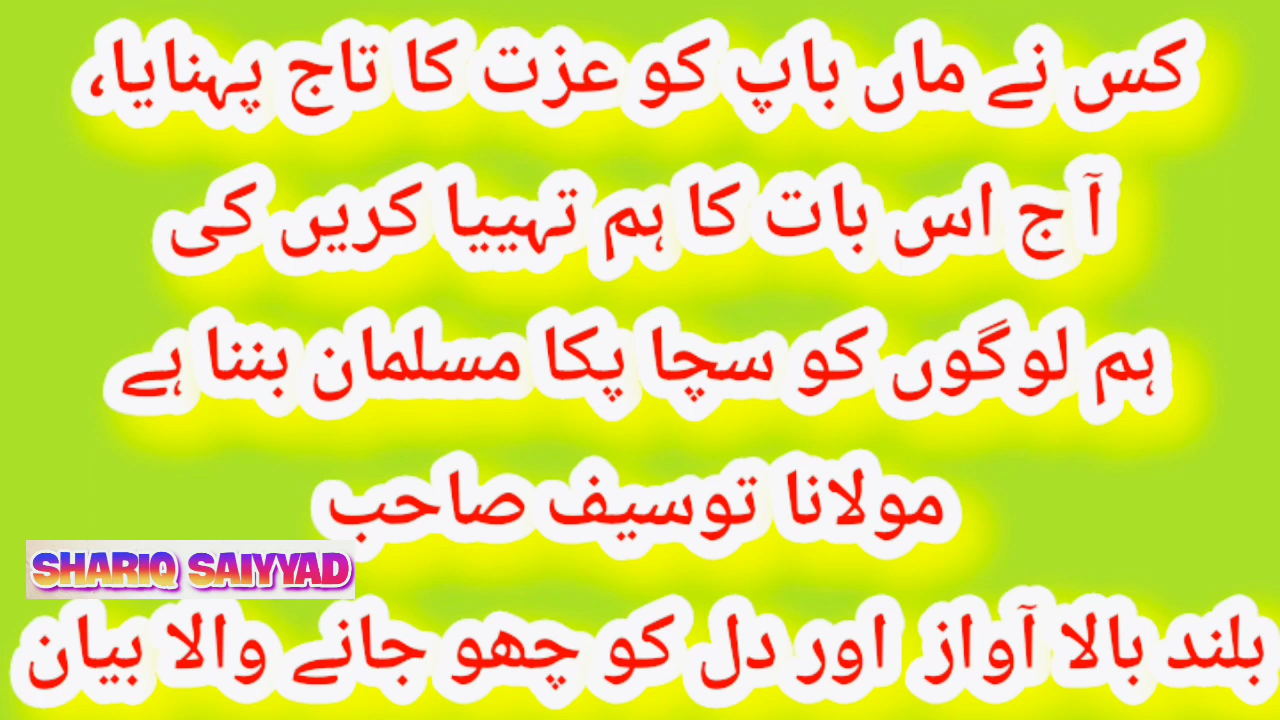 کس نے ماں باپ کو عزت کا تاج پہنایا،
آ ج اس بات کا ہم تہییا کریں کی
ہم لوگوں کو سچا پکا مسلمان بننا ہے
مولانا توسیف صاحب
SHARIQ SAIYYAD
بلند بالا آواز اور دل کو چھو جانے والا بیان